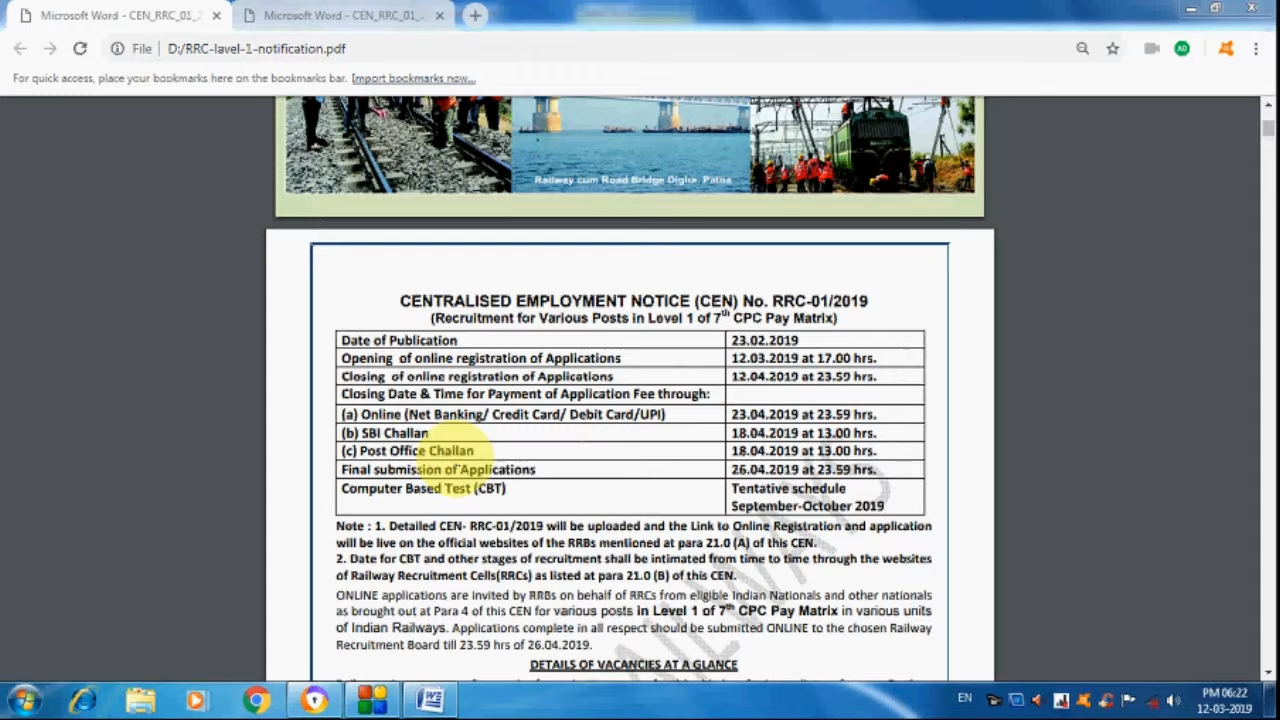 Microsoft Word - CEN_RRC_01_2
Microsoft Word - CEN_RRC_01_
File
D:/RRC-lavel-1-notification.pdf
For quick access, place your bookmarks here on the bookmarks bar. Import bookmarks now...
Railway cum Road Bridge Digha, Patna
CENTRALISED EMPLOYMENT NOTICE (CEN) No. RRC-01/2019
(Recruitment for Various Posts in Level 1 of 7th CPC Pay Matrix)
Date of Publication 23.02.2019
Opening of online registration of Applications 12.03.2019 at 17.00 hrs.
Closing of online registration of Applications 12.04.2019 at 23.59 hrs.
Closing Date & Time for Payment of Application Fee through:
(a) Online (Net Banking/ Credit Card/ Debit Card/UPI) 23.04.2019 at 23.59 hrs.
(b) SBI Challan 18.04.2019 at 13.00 hrs.
(c) Post Office Challan 18.04.2019 at 13.00 hrs.
Final submission of Applications 26.04.2019 at 23.59 hrs.
Computer Based Test (CBT) Tentative schedule
September-October 2019
Note : 1. Detailed CEN- RRC-01/2019 will be uploaded and the Link to Online Registration and application
will be live on the official websites of the RRBs mentioned at para 21.0 (A) of this CEN.
2. Date for CBT and other stages of recruitment shall be intimated from time to time through the websites
of Railway Recruitment Cells(RRCs) as listed at para 21.0 (B) of this CEN.
ONLINE applications are invited by RRBs on behalf of RRCs from eligible Indian Nationals and other nationals
as brought out at Para 4 of this CEN for various posts in Level 1 of 7th CPC Pay Matrix in various units
of Indian Railways. Applications complete in all respect should be submitted ONLINE to the chosen Railway
Recruitment Board till 23.59 hrs of 26.04.2019.
DETAILS OF VACANCIES AT A GLANCE
EN
PM 06:22
12-03-2019